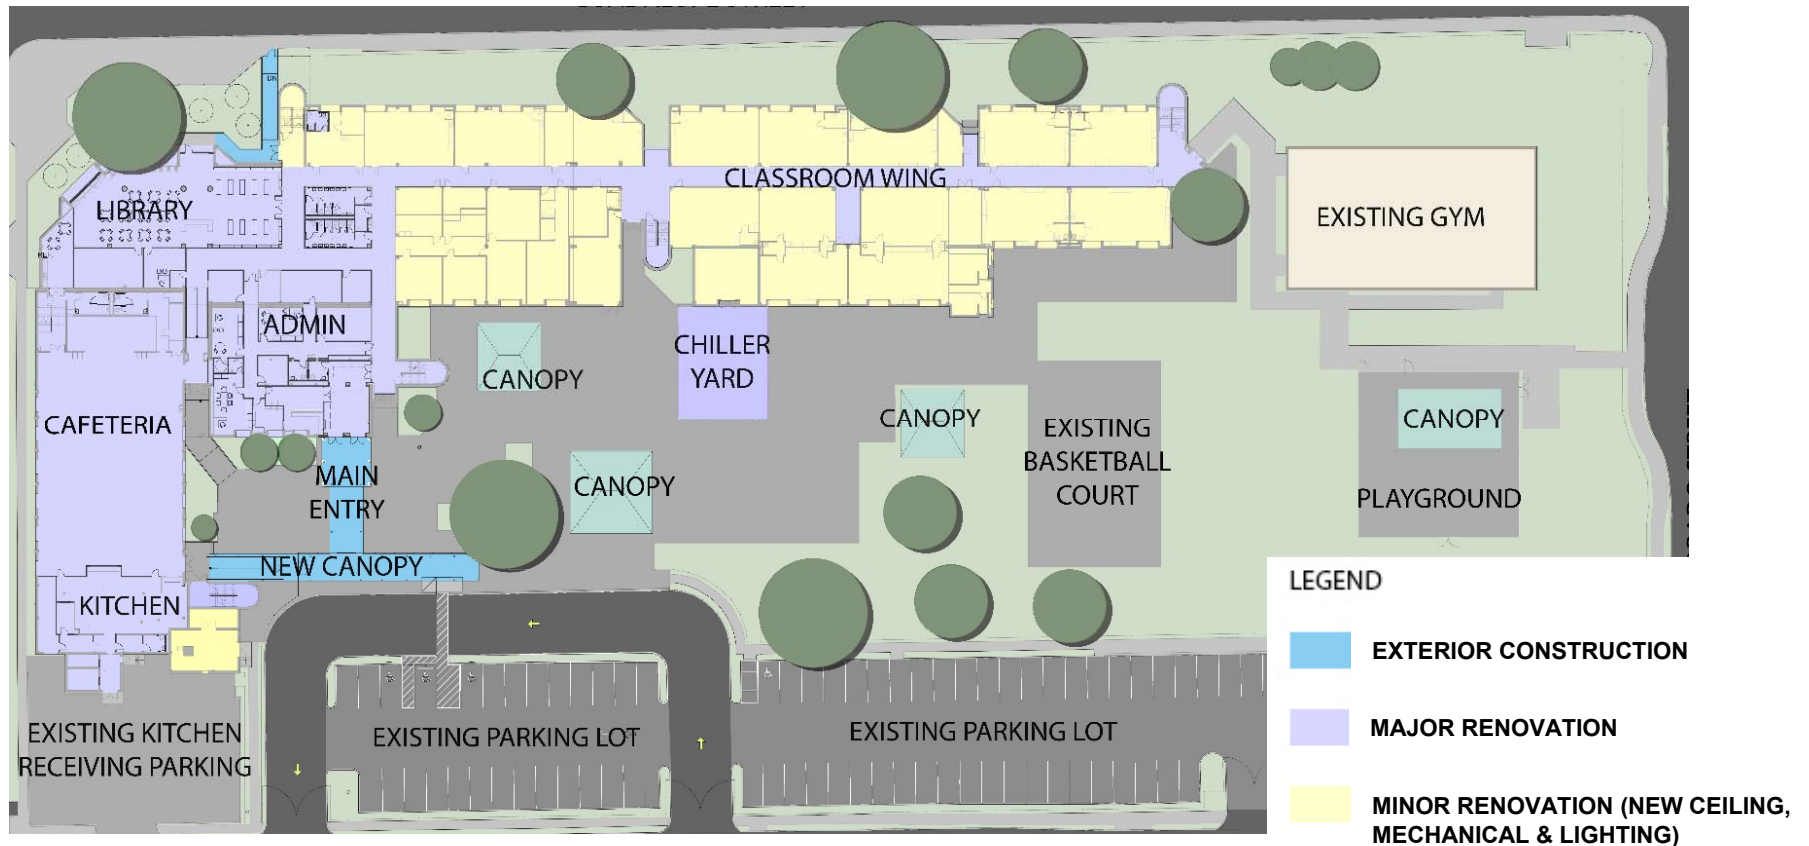 CLASSROOM WING
LIBRARY
EXISTING GYM
ADMIN
CHILLER
YARD
CANOPY
CAFETERIA
CANOPY
EXISTING
BASKETBALL
COURT
CANOPY
MAIN
ENTRY
CANOPY
PLAYGROUND
NEW CANOPY
KITCHEN
EXISTING KITCHEN
RECEIVING PARKING
EXISTING PARKING LOT
EXISTING PARKING LOT
LEGEND
EXTERIOR CONSTRUCTION
MAJOR RENOVATION
MINOR RENOVATION (NEW CEILING,
MECHANICAL & LIGHTING)